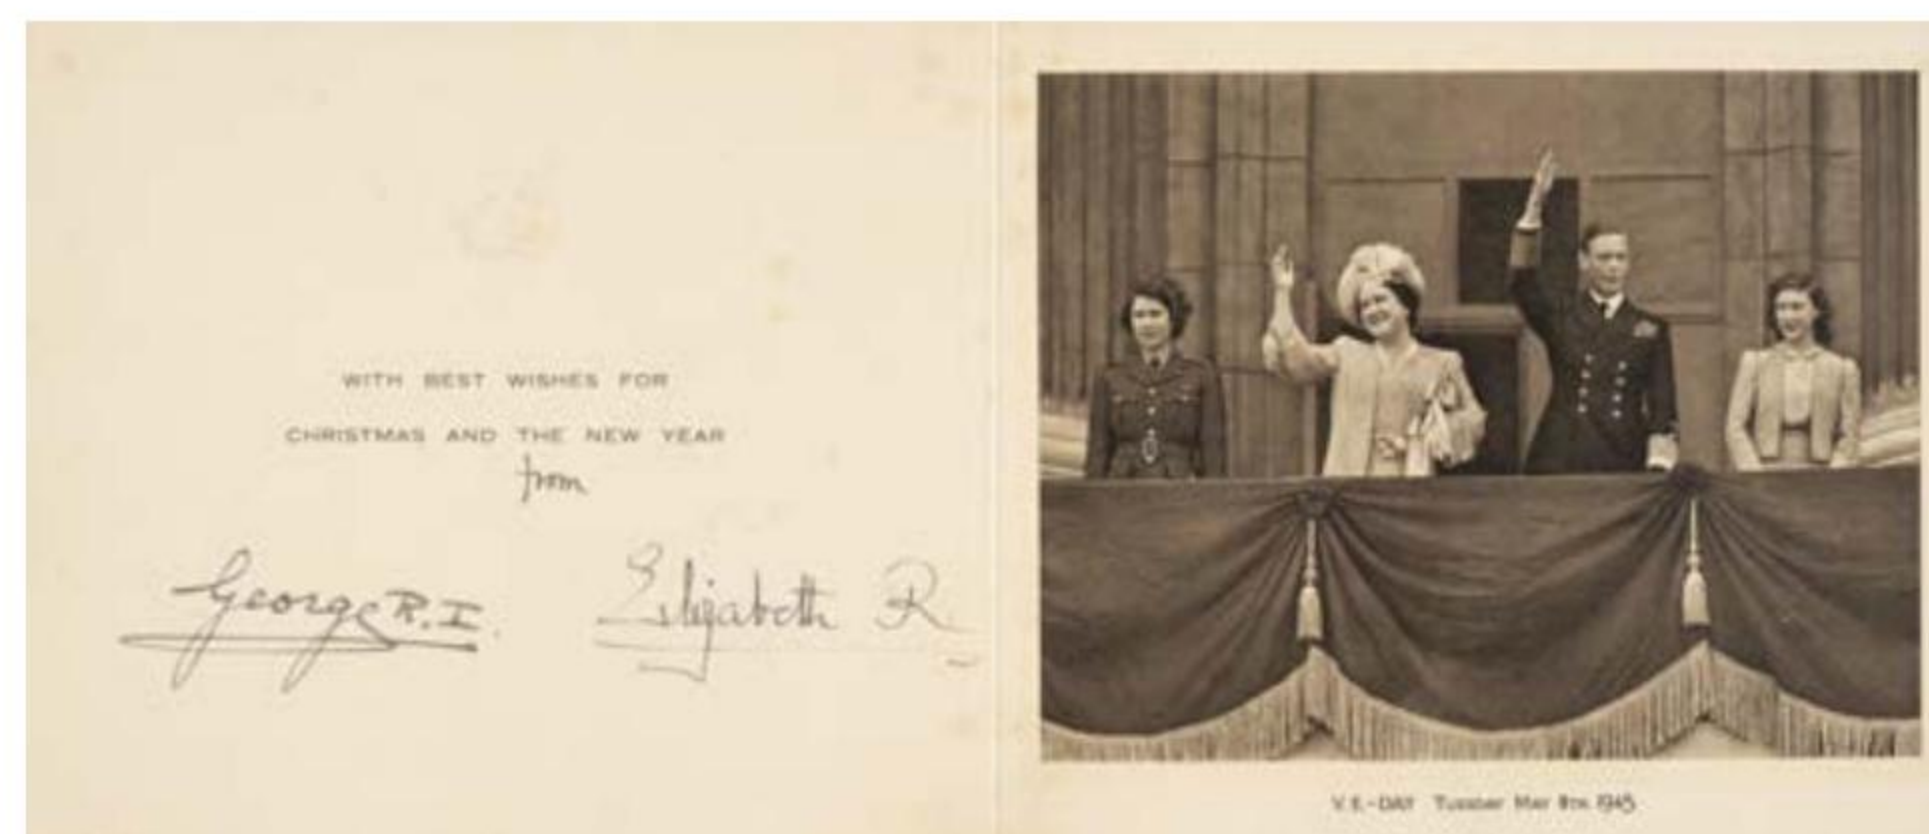 WITH BEST WISHES FOR
CHRISTMAS AND THE NEW YEAR
from
George R.I.
Elizabeth R
V.E.-DAY Tuesday May 8th 1945